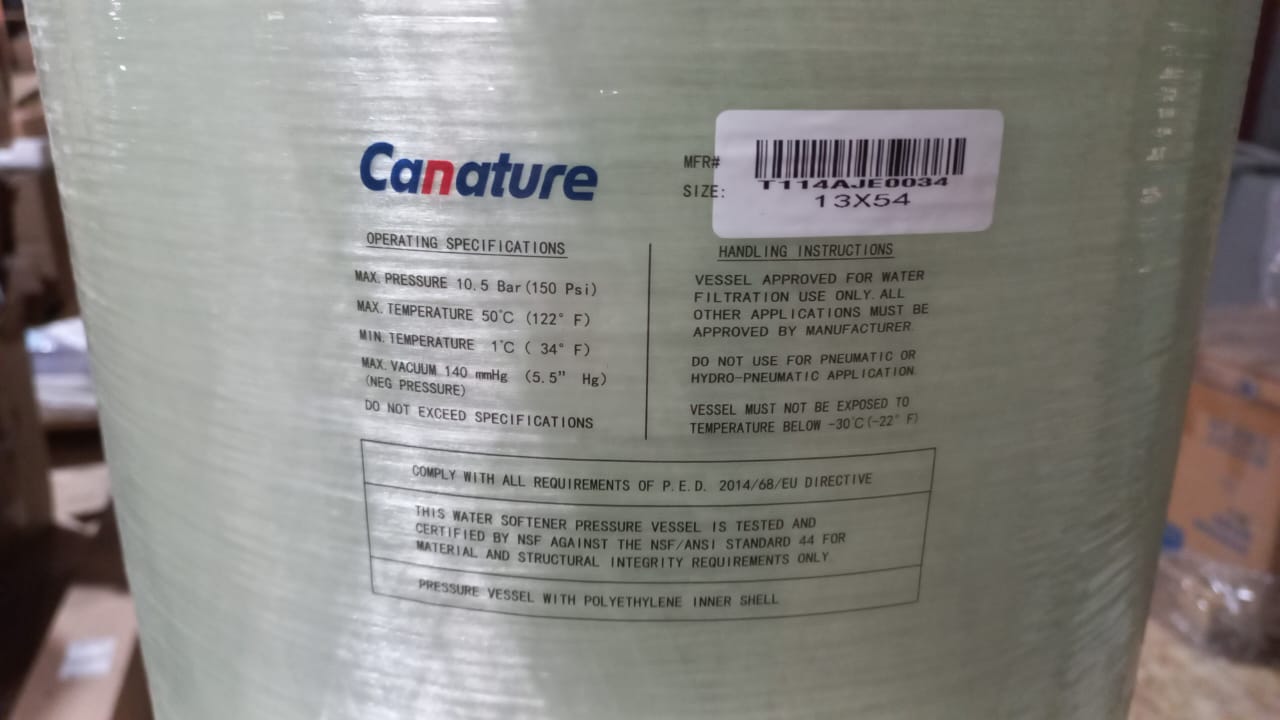 Canature
MFR#
T114AJE0034
SIZE:
13X54
OPERATING SPECIFICATIONS
MAX. PRESSURE 10.5 Bar (150 Psi)
MAX. TEMPERATURE 50°C (122° F)
MIN. TEMPERATURE 1°C ( 34° F)
MAX. VACUUM 140 mmHg (5.5” Hg)
(NEG PRESSURE)
DO NOT EXCEED SPECIFICATIONS
HANDLING INSTRUCTIONS
VESSEL APPROVED FOR WATER
FILTRATION USE ONLY. ALL
OTHER APPLICATIONS MUST BE
APPROVED BY MANUFACTURER.
DO NOT USE FOR PNEUMATIC OR
HYDRO-PNEUMATIC APPLICATION.
VESSEL MUST NOT BE EXPOSED TO
TEMPERATURE BELOW -30°C (-22° F)
COMPLY WITH ALL REQUIREMENTS OF P.E.D. 2014/68/EU DIRECTIVE
THIS WATER SOFTENER PRESSURE VESSEL IS TESTED AND
CERTIFIED BY NSF AGAINST THE NSF/ANSI STANDARD 44 FOR
MATERIAL AND STRUCTURAL INTEGRITY REQUIREMENTS ONLY.
PRESSURE VESSEL WITH POLYETHYLENE INNER SHELL